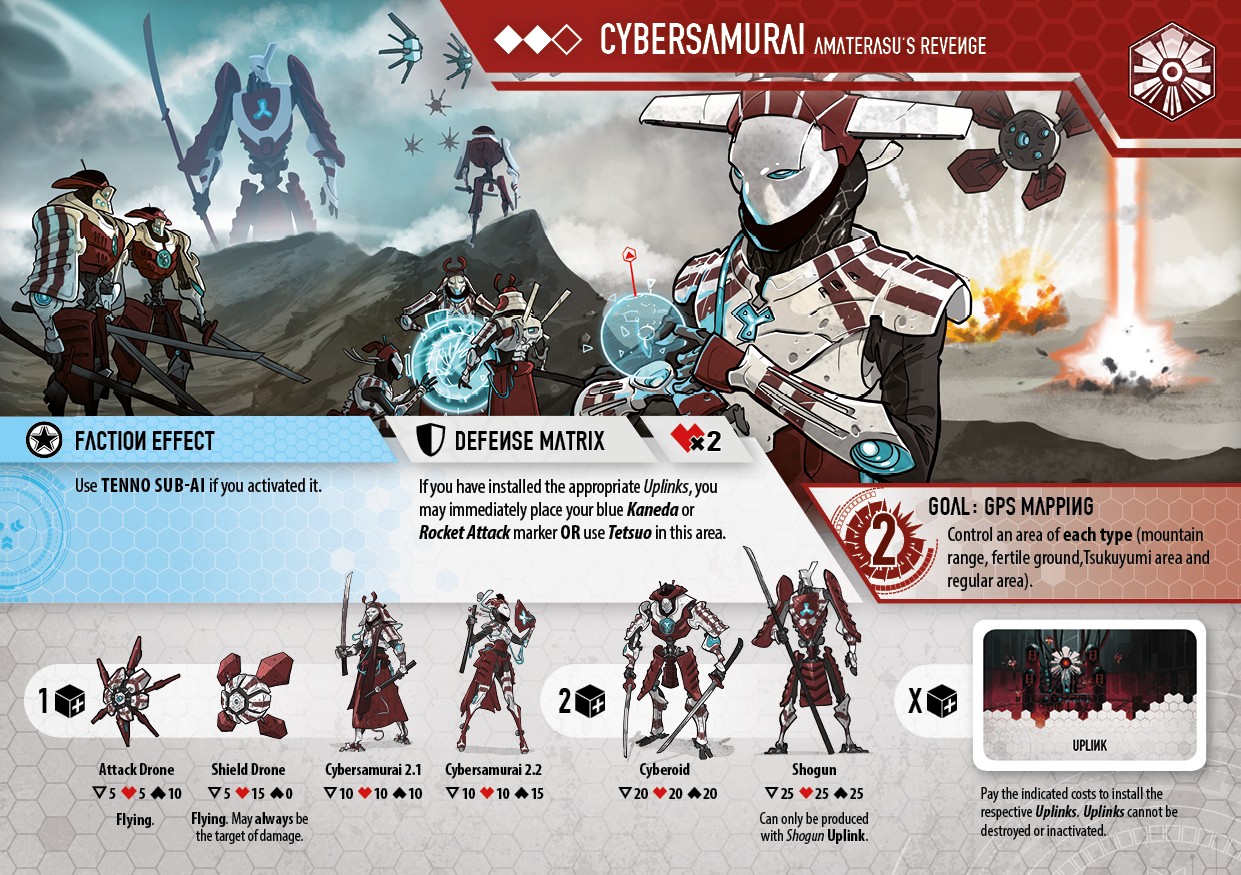 CYBERSAMURAI AMATERASU'S REVENGE
FACTION EFFECT
Use TENNO SUB-AI if you activated it.
DEFENSE MATRIX
×2
If you have installed the appropriate Uplinks, you
may immediately place your blue Kaneda or
Rocket Attack marker OR use Tetsuo in this area.
2
GOAL: GPS MAPPING
Control an area of each type (mountain
range, fertile ground,Tsukuyumi area and
regular area).
1
2
X
UPLINK
Attack Drone
5 5 10
Flying.
Shield Drone
5 15 0
Flying. May always be
the target of damage.
Cybersamurai 2.1
10 10 10
Cybersamurai 2.2
10 10 15
Cyberoid
20 20 20
Shogun
25 25 25
Can only be produced
with Shogun Uplink.
Pay the indicated costs to install the
respective Uplinks. Uplinks cannot be
destroyed or inactivated.